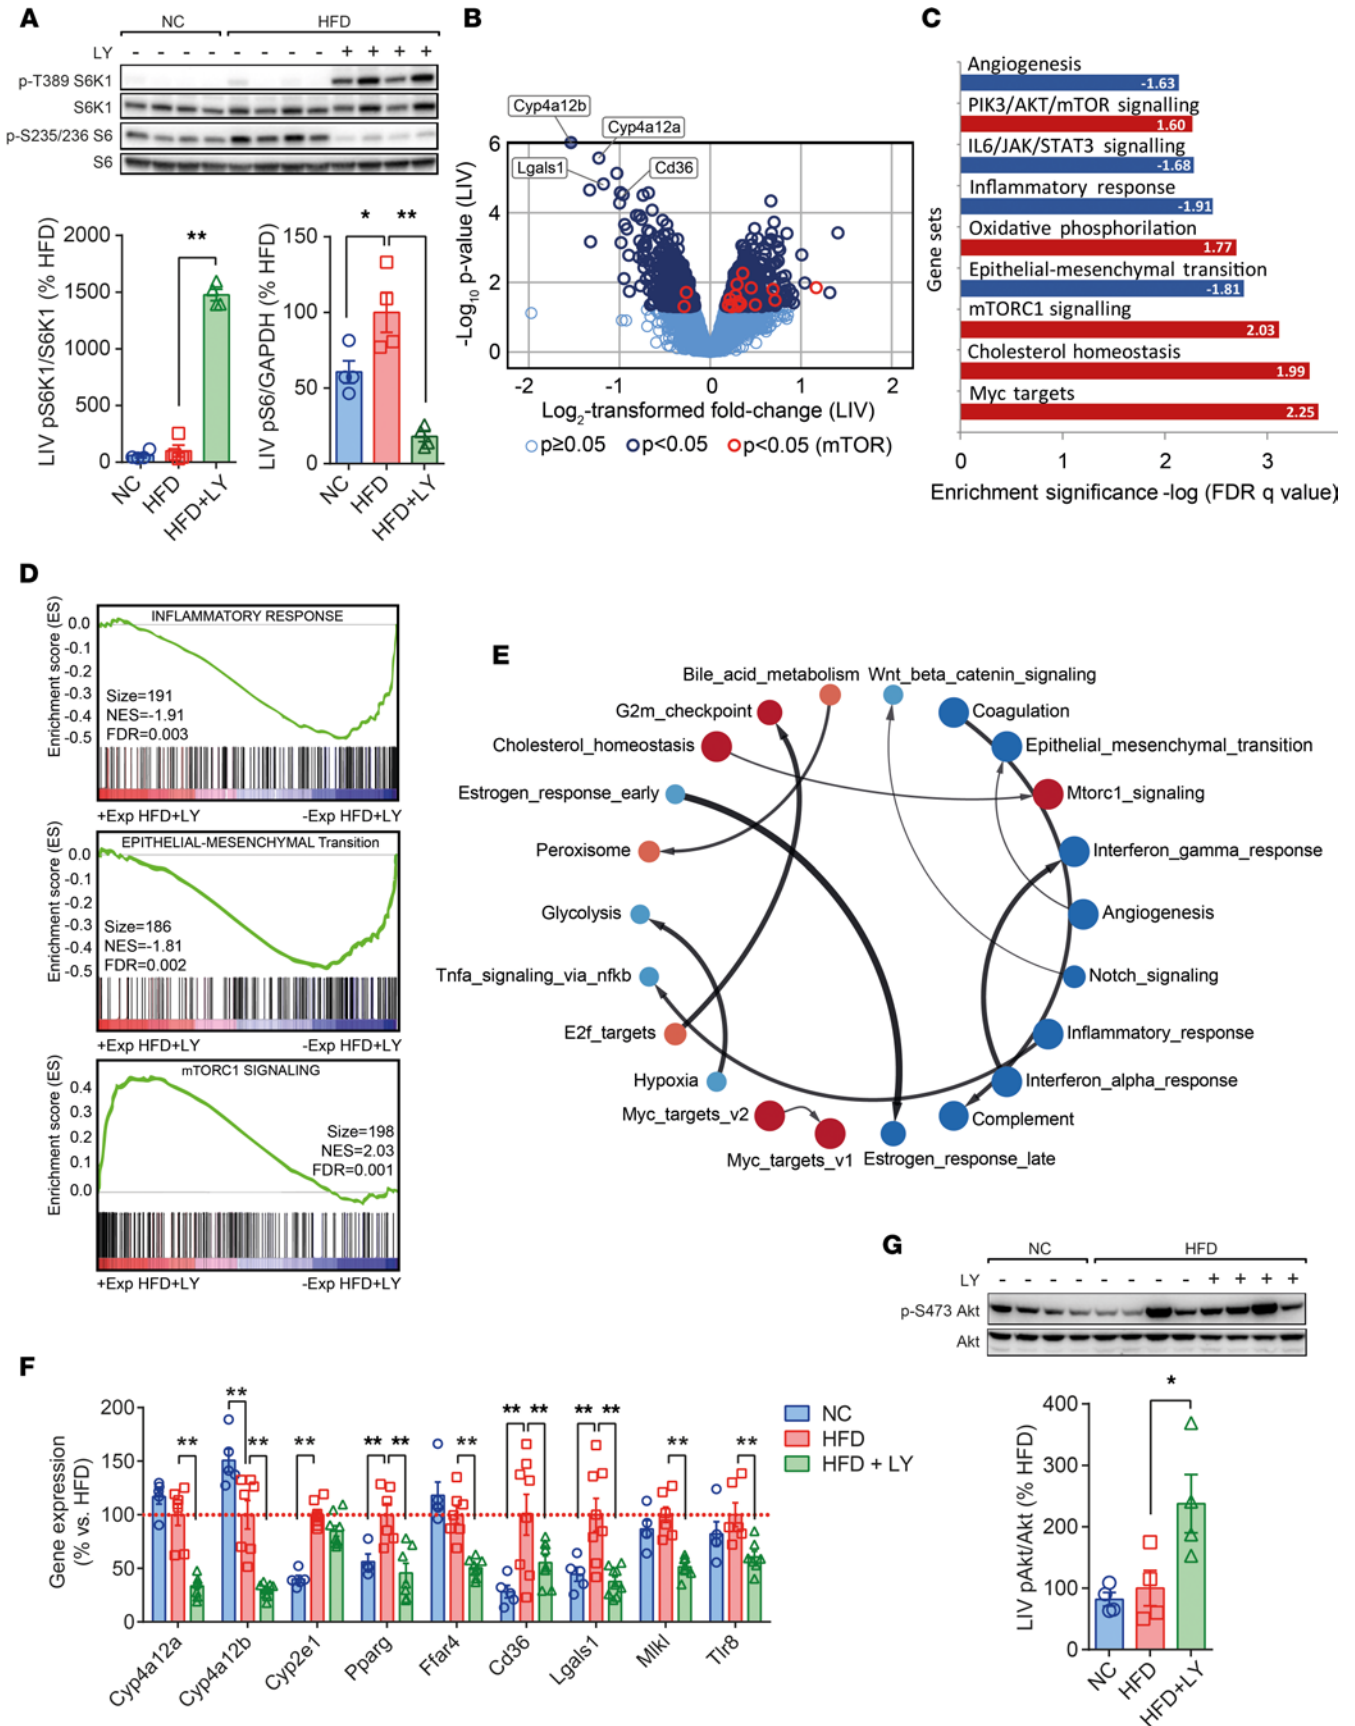 A
NC HFD
LY - - - - - - - - + + + +
p-T389 S6K1
S6K1
p-S235/236 S6
S6
LIV pS6K1/S6K1 (% HFD)
2000
1500
1000
500
0
NC
HFD
HFD+LY
**
LIV pS6/GAPDH (% HFD)
150
100
50
0
NC
HFD
HFD+LY
* **
B
Cyp4a12b
Cyp4a12a
Lgals1
Cd36
-Log10 p-value (LIV)
6
4
2
0
-2 -1 0 1 2
Log2-transformed fold-change (LIV)
p≥0.05 p<0.05 p<0.05 (mTOR)
C
Gene sets
Angiogenesis
-1.63
PIK3/AKT/mTOR signalling
1.60
IL6/JAK/STAT3 signalling
-1.68
Inflammatory response
-1.91
Oxidative phosphorilation
1.77
Epithelial-mesenchymal transition
-1.81
mTORC1 signalling
2.03
Cholesterol homeostasis
1.99
Myc targets
2.25
0 1 2 3
Enrichment significance -log (FDR q value)
D
Enrichment score (ES)
INFLAMMATORY RESPONSE
0.0
-0.1
-0.2
-0.3
-0.4
-0.5
Size=191
NES=-1.91
FDR=0.003
+Exp HFD+LY -Exp HFD+LY
Enrichment score (ES)
EPITHELIAL-MESENCHYMAL Transition
0.0
-0.1
-0.2
-0.3
-0.4
-0.5
Size=186
NES=-1.81
FDR=0.002
+Exp HFD+LY -Exp HFD+LY
Enrichment score (ES)
mTORC1 SIGNALING
0.4
0.3
0.2
0.1
0.0
Size=198
NES=2.03
FDR=0.001
+Exp HFD+LY -Exp HFD+LY
E
Bile_acid_metabolism Wnt_beta_catenin_signaling
G2m_checkpoint Coagulation
Cholesterol_homeostasis Epithelial_mesenchymal_transition
Estrogen_response_early Mtorc1_signaling
Peroxisome Interferon_gamma_response
Glycolysis Angiogenesis
Tnfa_signaling_via_nfkb Notch_signaling
E2f_targets Inflammatory_response
Hypoxia Interferon_alpha_response
Myc_targets_v2 Complement
Myc_targets_v1 Estrogen_response_late
F
Gene expression
(% vs. HFD)
200
150
100
50
0
** ** ** ** ** ** ** ** ** ** ** ** **
Cyp4a12a
Cyp4a12b
Cyp2e1
Pparg
Ffar4
Cd36
Lgals1
Mlkl
Tlr8
NC
HFD
HFD + LY
G
NC HFD
LY - - - - - - - - + + + +
p-S473 Akt
Akt
LIV pAkt/Akt (% HFD)
400
300
200
100
0
*
NC
HFD
HFD+LY